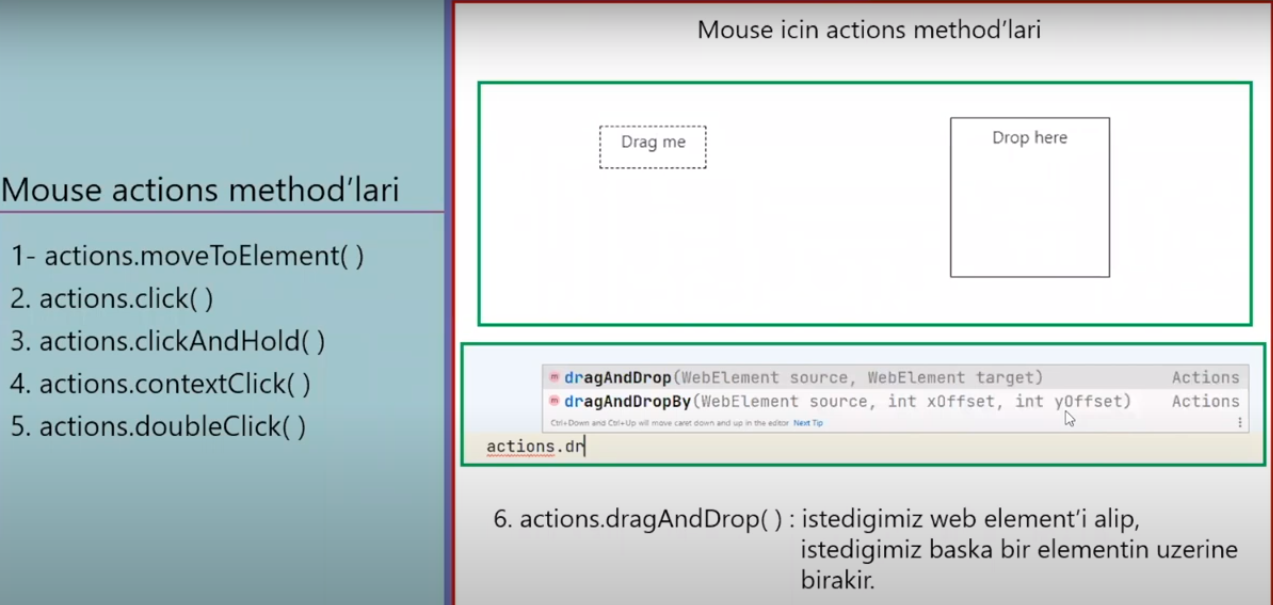 Mouse actions method'lari
1- actions.moveToElement( )
2. actions.click( )
3. actions.clickAndHold( )
4. actions.contextClick( )
5. actions.doubleClick( )
Mouse icin actions method'lari
Drag me
Drop here
dragAndDrop(WebElement source, WebElement target) Actions
dragAndDropBy(WebElement source, int xOffset, int yOffset) Actions
Ctrl+Down and Ctrl+Up will move caret down and up in the editor Next Tip
actions.dr
6. actions.dragAndDrop( ) : istedigimiz web element'i alip,
istedigimiz baska bir elementin uzerine
birakir.